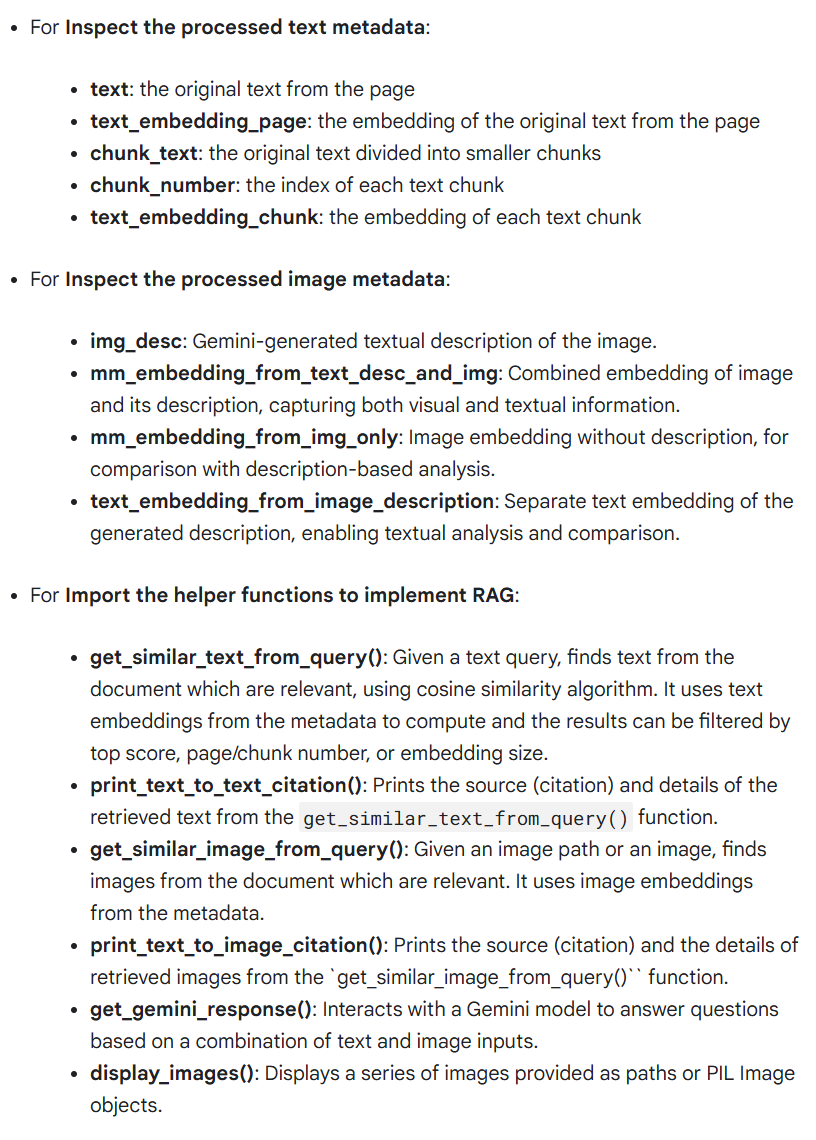 • For Inspect the processed text metadata:
• text: the original text from the page
• text_embedding_page: the embedding of the original text from the page
• chunk_text: the original text divided into smaller chunks
• chunk_number: the index of each text chunk
• text_embedding_chunk: the embedding of each text chunk
• For Inspect the processed image metadata:
• img_desc: Gemini-generated textual description of the image.
• mm_embedding_from_text_desc_and_img: Combined embedding of image
and its description, capturing both visual and textual information.
• mm_embedding_from_img_only: Image embedding without description, for
comparison with description-based analysis.
• text_embedding_from_image_description: Separate text embedding of the
generated description, enabling textual analysis and comparison.
• For Import the helper functions to implement RAG:
• get_similar_text_from_query(): Given a text query, finds text from the
document which are relevant, using cosine similarity algorithm. It uses text
embeddings from the metadata to compute and the results can be filtered by
top score, page/chunk number, or embedding size.
• print_text_to_text_citation(): Prints the source (citation) and details of the
retrieved text from the get_similar_text_from_query() function.
• get_similar_image_from_query(): Given an image path or an image, finds
images from the document which are relevant. It uses image embeddings
from the metadata.
• print_text_to_image_citation(): Prints the source (citation) and the details of
retrieved images from the `get_similar_image_from_query()`` function.
• get_gemini_response(): Interacts with a Gemini model to answer questions
based on a combination of text and image inputs.
• display_images(): Displays a series of images provided as paths or PIL Image
objects.